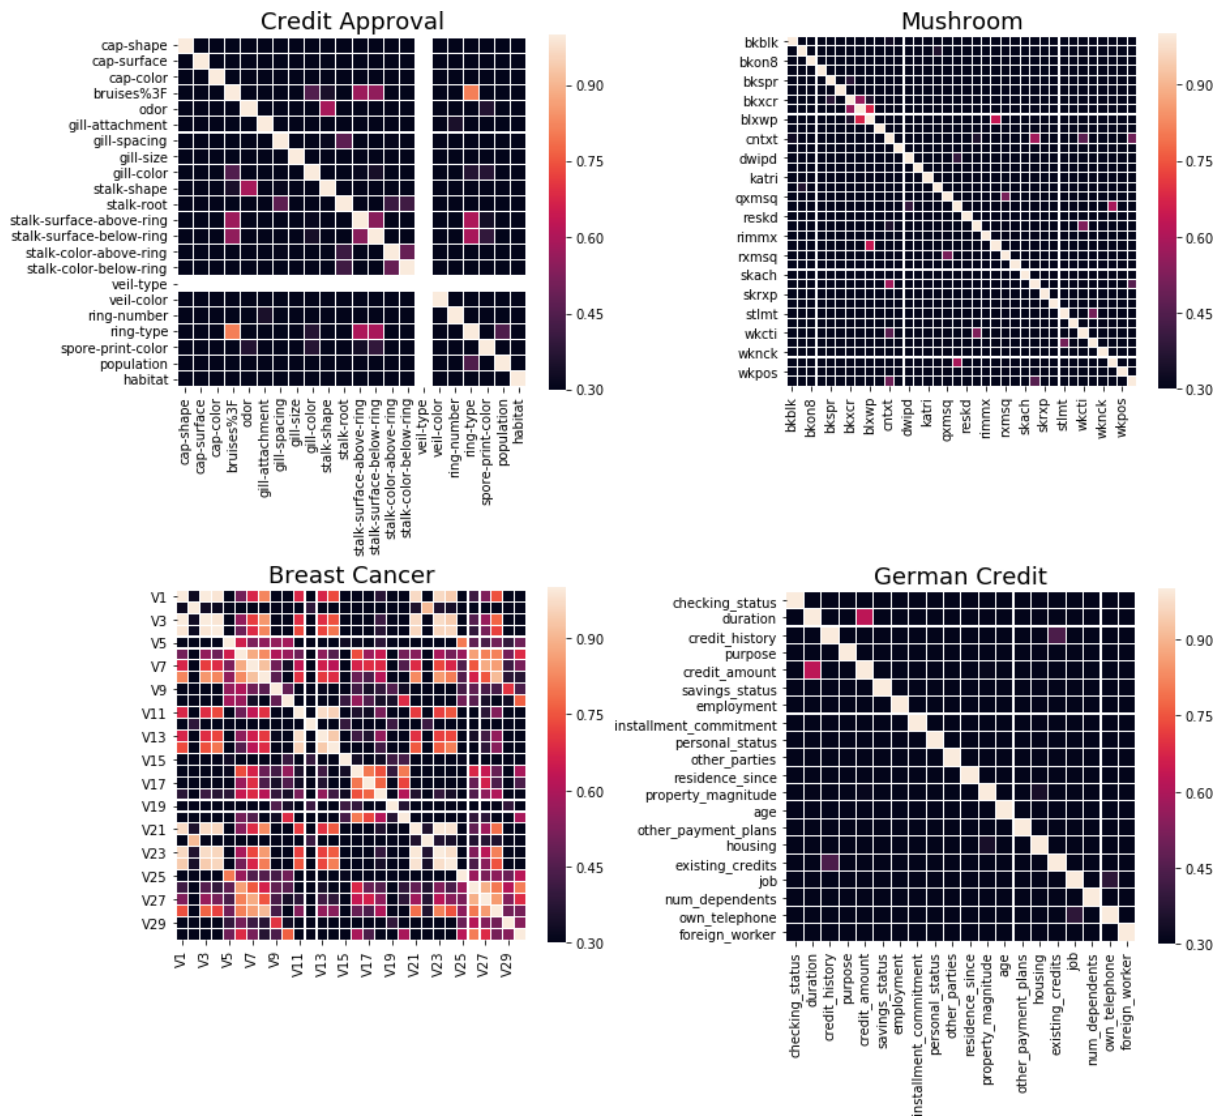 Credit Approval
cap-shape
cap-surface
cap-color
bruises%3F
odor
gill-attachment
gill-spacing
gill-size
gill-color
stalk-shape
stalk-root
stalk-surface-above-ring
stalk-surface-below-ring
stalk-color-above-ring
stalk-color-below-ring
veil-type
veil-color
ring-number
ring-type
spore-print-color
population
habitat
cap-shape
cap-surface
cap-color
bruises%3F
odor
gill-attachment
gill-spacing
gill-size
gill-color
stalk-shape
stalk-root
stalk-surface-above-ring
stalk-surface-below-ring
stalk-color-above-ring
stalk-color-below-ring
veil-type
veil-color
ring-number
ring-type
spore-print-color
population
habitat
0.90
0.75
0.60
0.45
0.30
Mushroom
bkblk
bkon8
bkspr
bkxcr
blxwp
cntxt
dwipd
katri
qxmsq
reskd
rimmx
rxmsq
skach
skrxp
stlmt
wkcti
wknck
wkpos
bkblk
bkon8
bkspr
bkxcr
blxwp
cntxt
dwipd
katri
qxmsq
reskd
rimmx
rxmsq
skach
skrxp
stlmt
wkcti
wknck
wkpos
0.90
0.75
0.60
0.45
0.30
Breast Cancer
V1
V3
V5
V7
V9
V11
V13
V15
V17
V19
V21
V23
V25
V27
V29
V1
V3
V5
V7
V9
V11
V13
V15
V17
V19
V21
V23
V25
V27
V29
0.90
0.75
0.60
0.45
0.30
German Credit
checking_status
duration
credit_history
purpose
credit_amount
savings_status
employment
installment_commitment
personal_status
other_parties
residence_since
property_magnitude
age
other_payment_plans
housing
existing_credits
job
num_dependents
own_telephone
foreign_worker
checking_status
duration
credit_history
purpose
credit_amount
savings_status
employment
installment_commitment
personal_status
other_parties
residence_since
property_magnitude
age
other_payment_plans
housing
existing_credits
job
num_dependents
own_telephone
foreign_worker
0.90
0.75
0.60
0.45
0.30